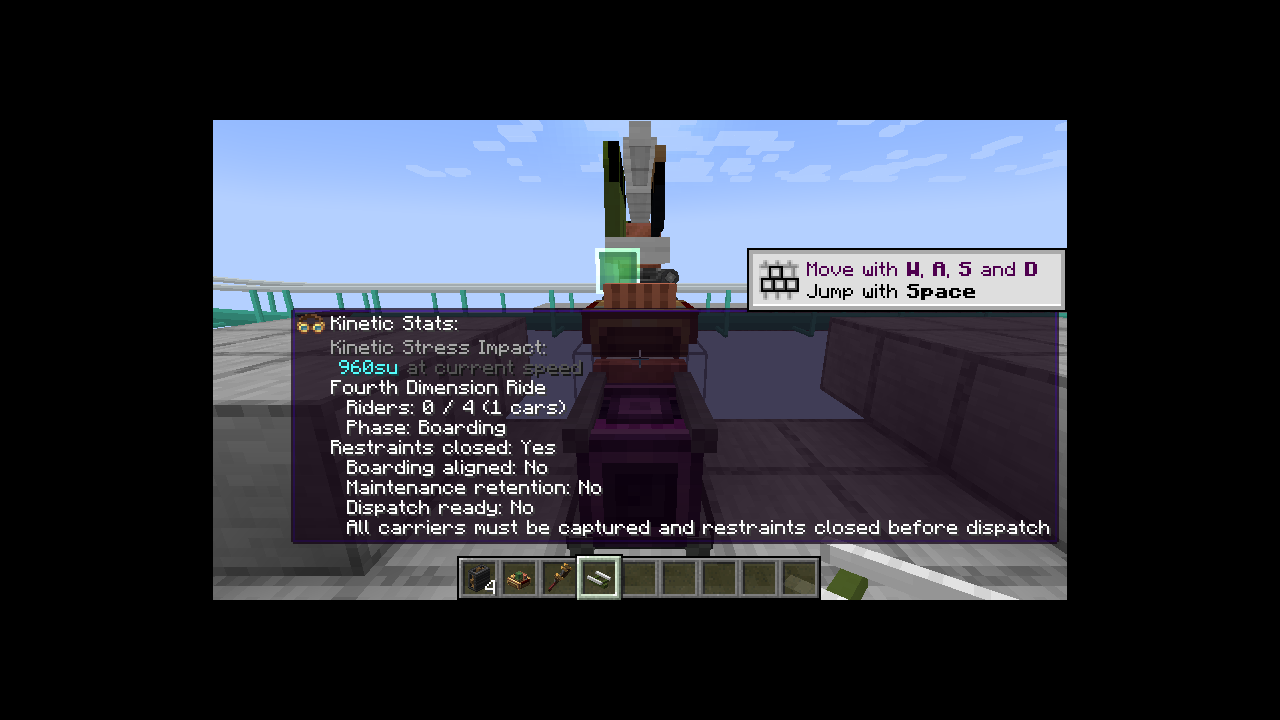 Move with W, A, S and D
Jump with Space
Kinetic Stats:
Kinetic Stress Impact:
960su at current speed
Fourth Dimension Ride
Riders: 0 / 4 (1 cars)
Phase: Boarding
Restraints closed: Yes
Boarding aligned: No
Maintenance retention: No
Dispatch ready: No
All carriers must be captured and restraints closed before dispatch
4